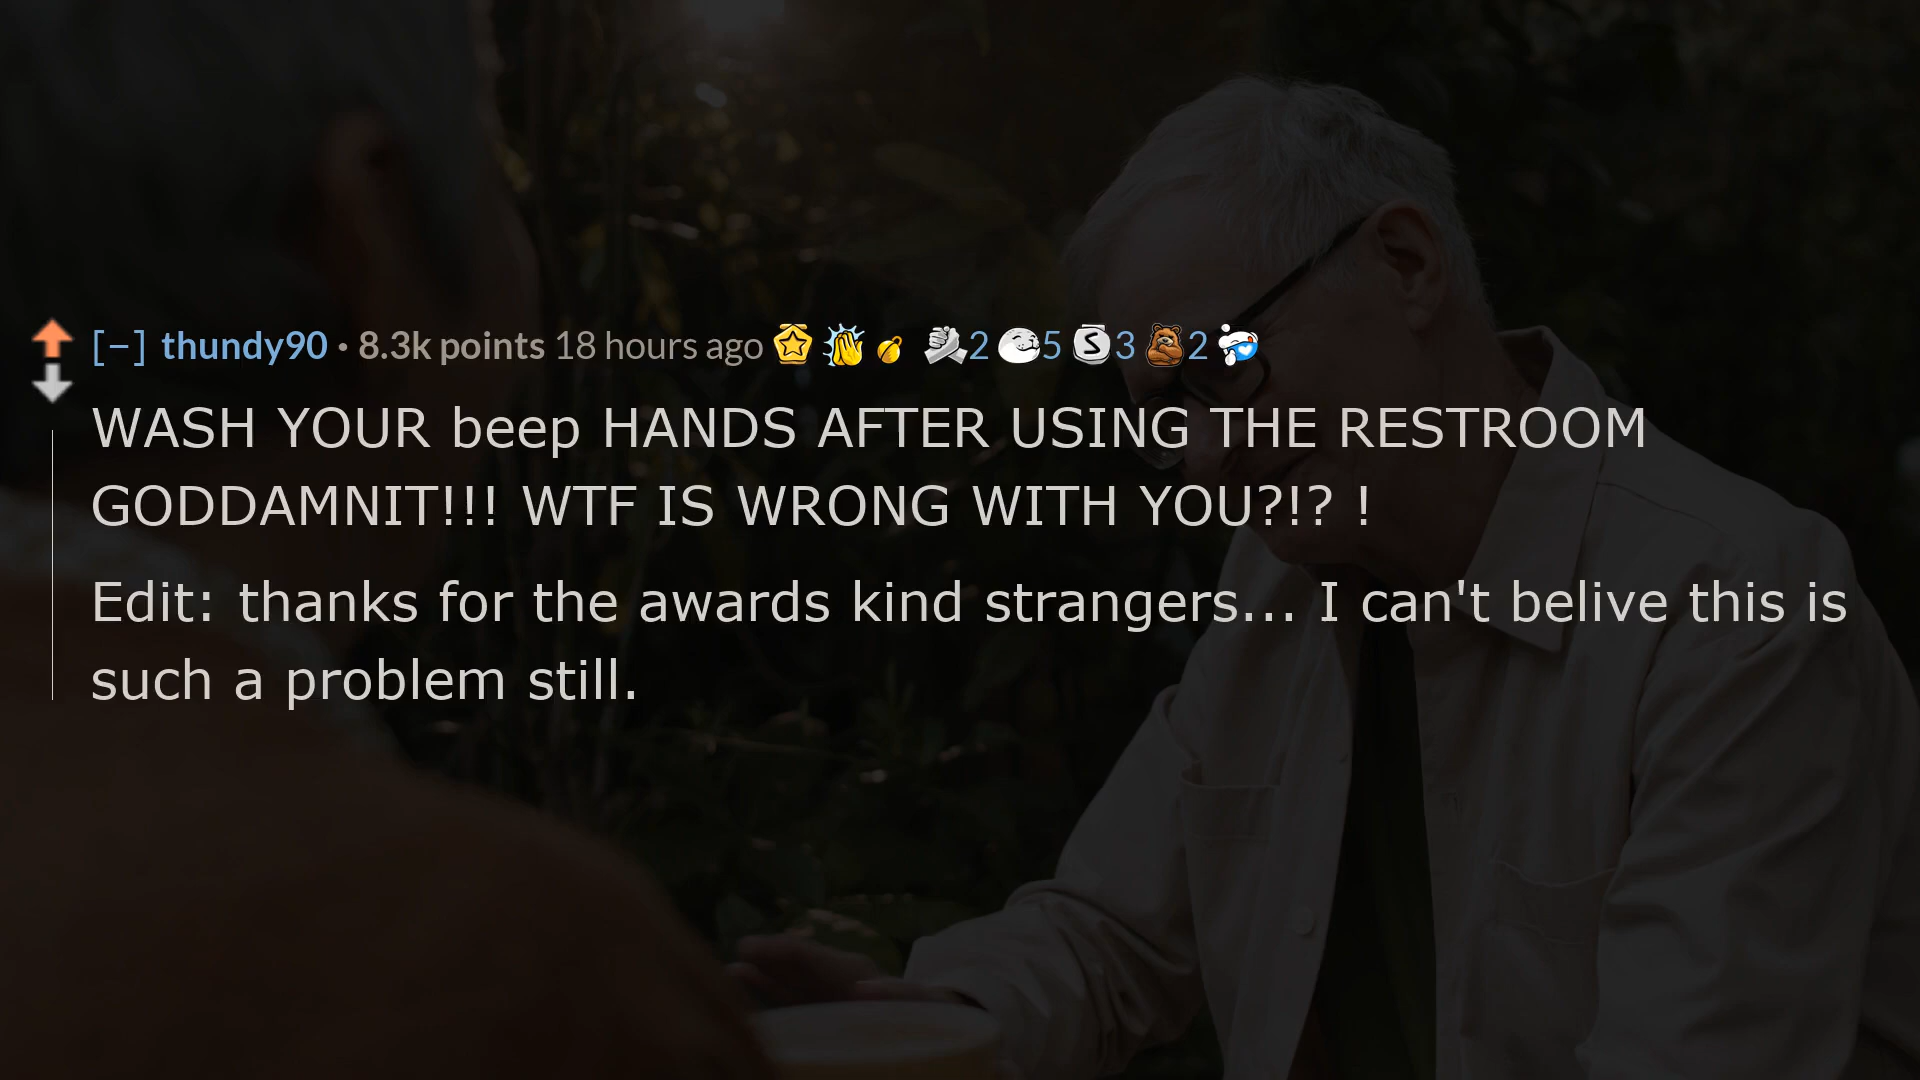 [–] thundy90 • 8.3k points 18 hours ago 2 5 S 3 2
WASH YOUR beep HANDS AFTER USING THE RESTROOM
GODDAMNIT!!! WTF IS WRONG WITH YOU?!? !
Edit: thanks for the awards kind strangers... I can't belive this is
such a problem still.